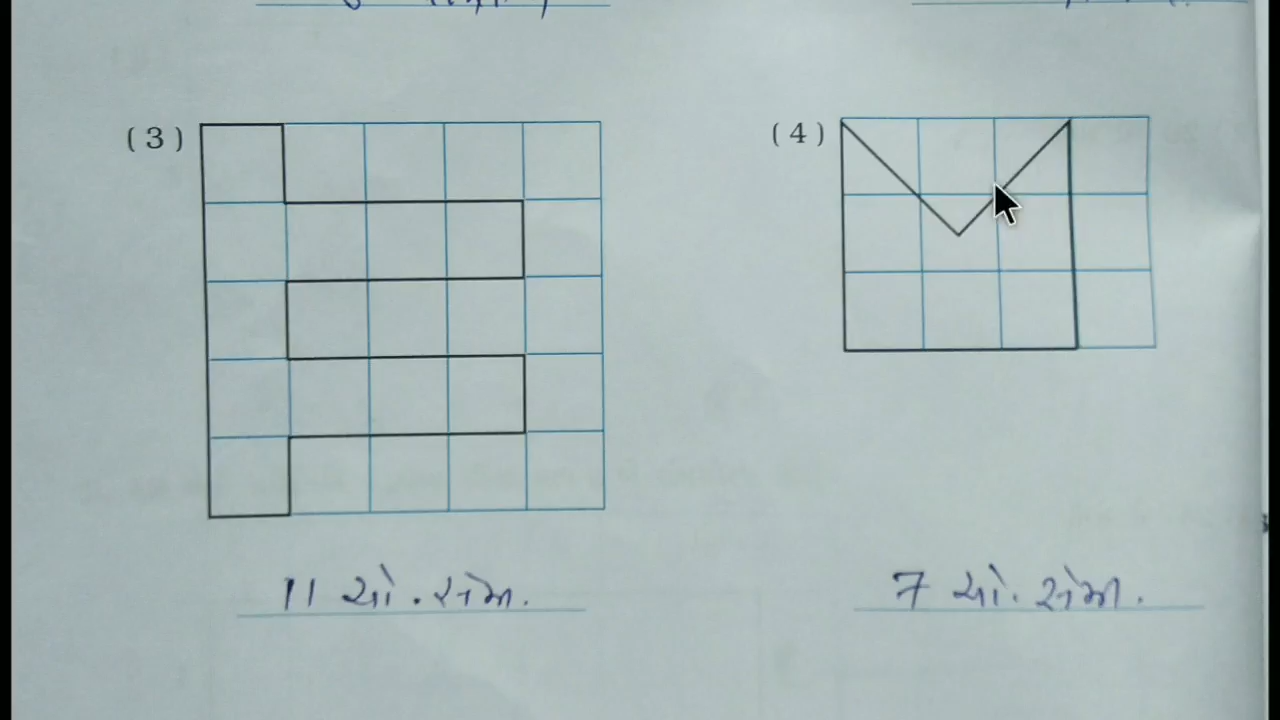 (3)
(4)
11 ચો. સેમી.
7 ચો. સેમી.